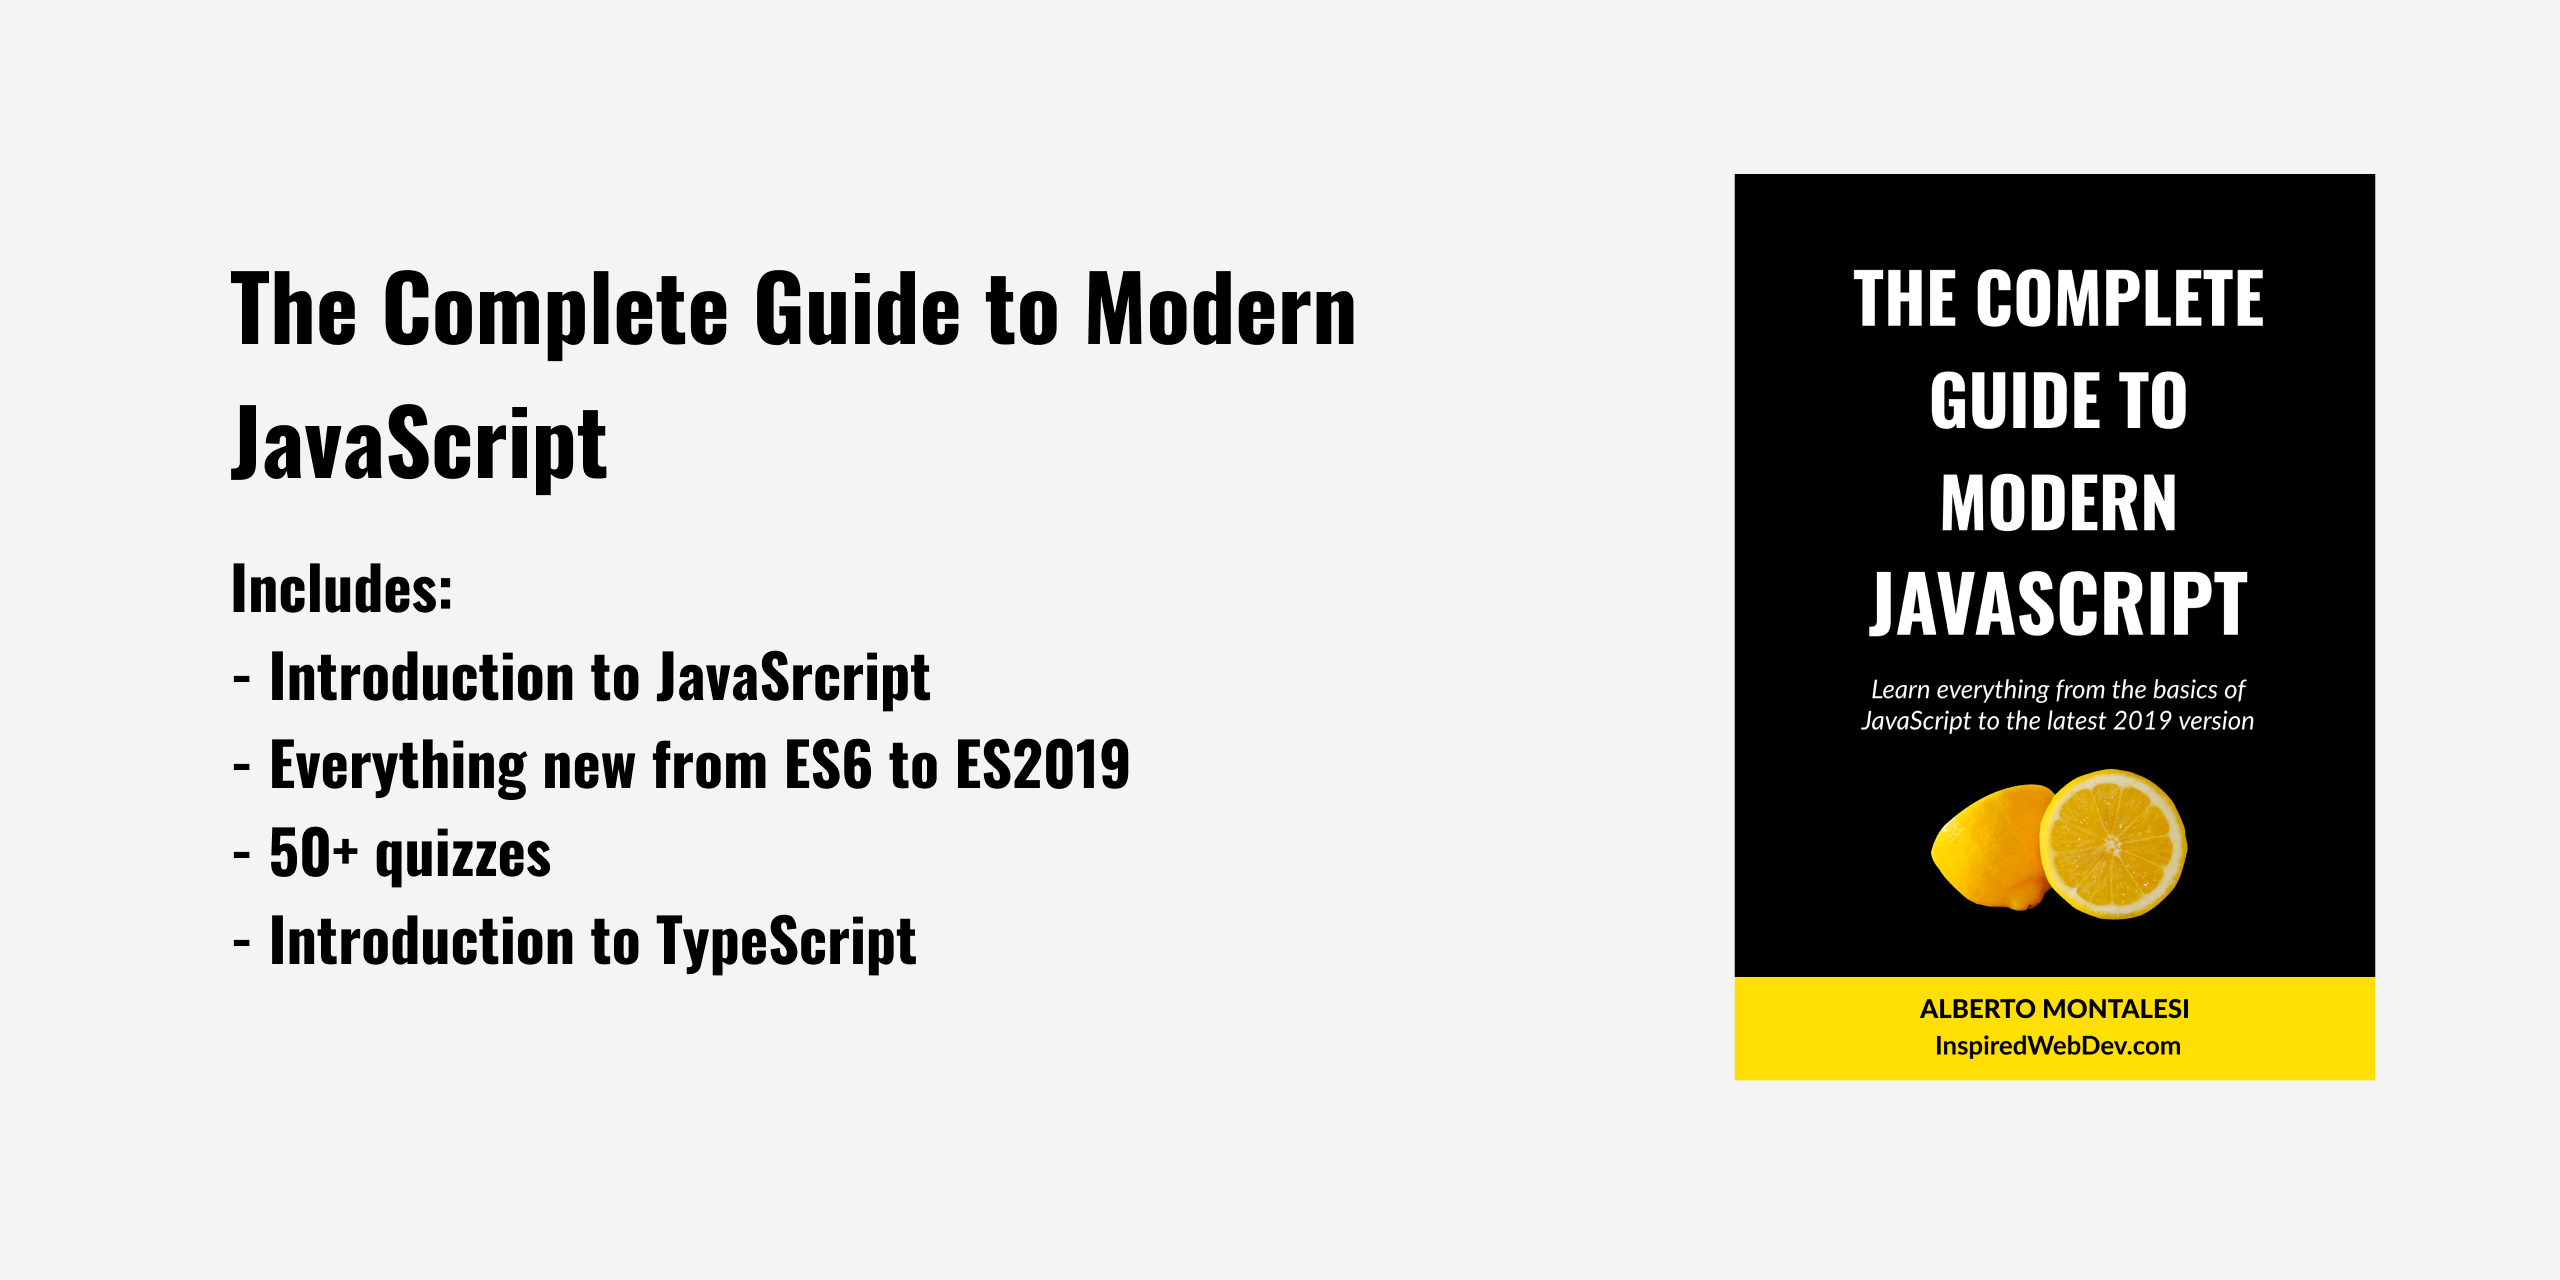 The Complete Guide to Modern
JavaScript
Includes:
- Introduction to JavaSrcript
- Everything new from ES6 to ES2019
- 50+ quizzes
- Introduction to TypeScript
THE COMPLETE
GUIDE TO
MODERN
JAVASCRIPT
Learn everything from the basics of
JavaScript to the latest 2019 version
ALBERTO MONTALESI
InspiredWebDev.com